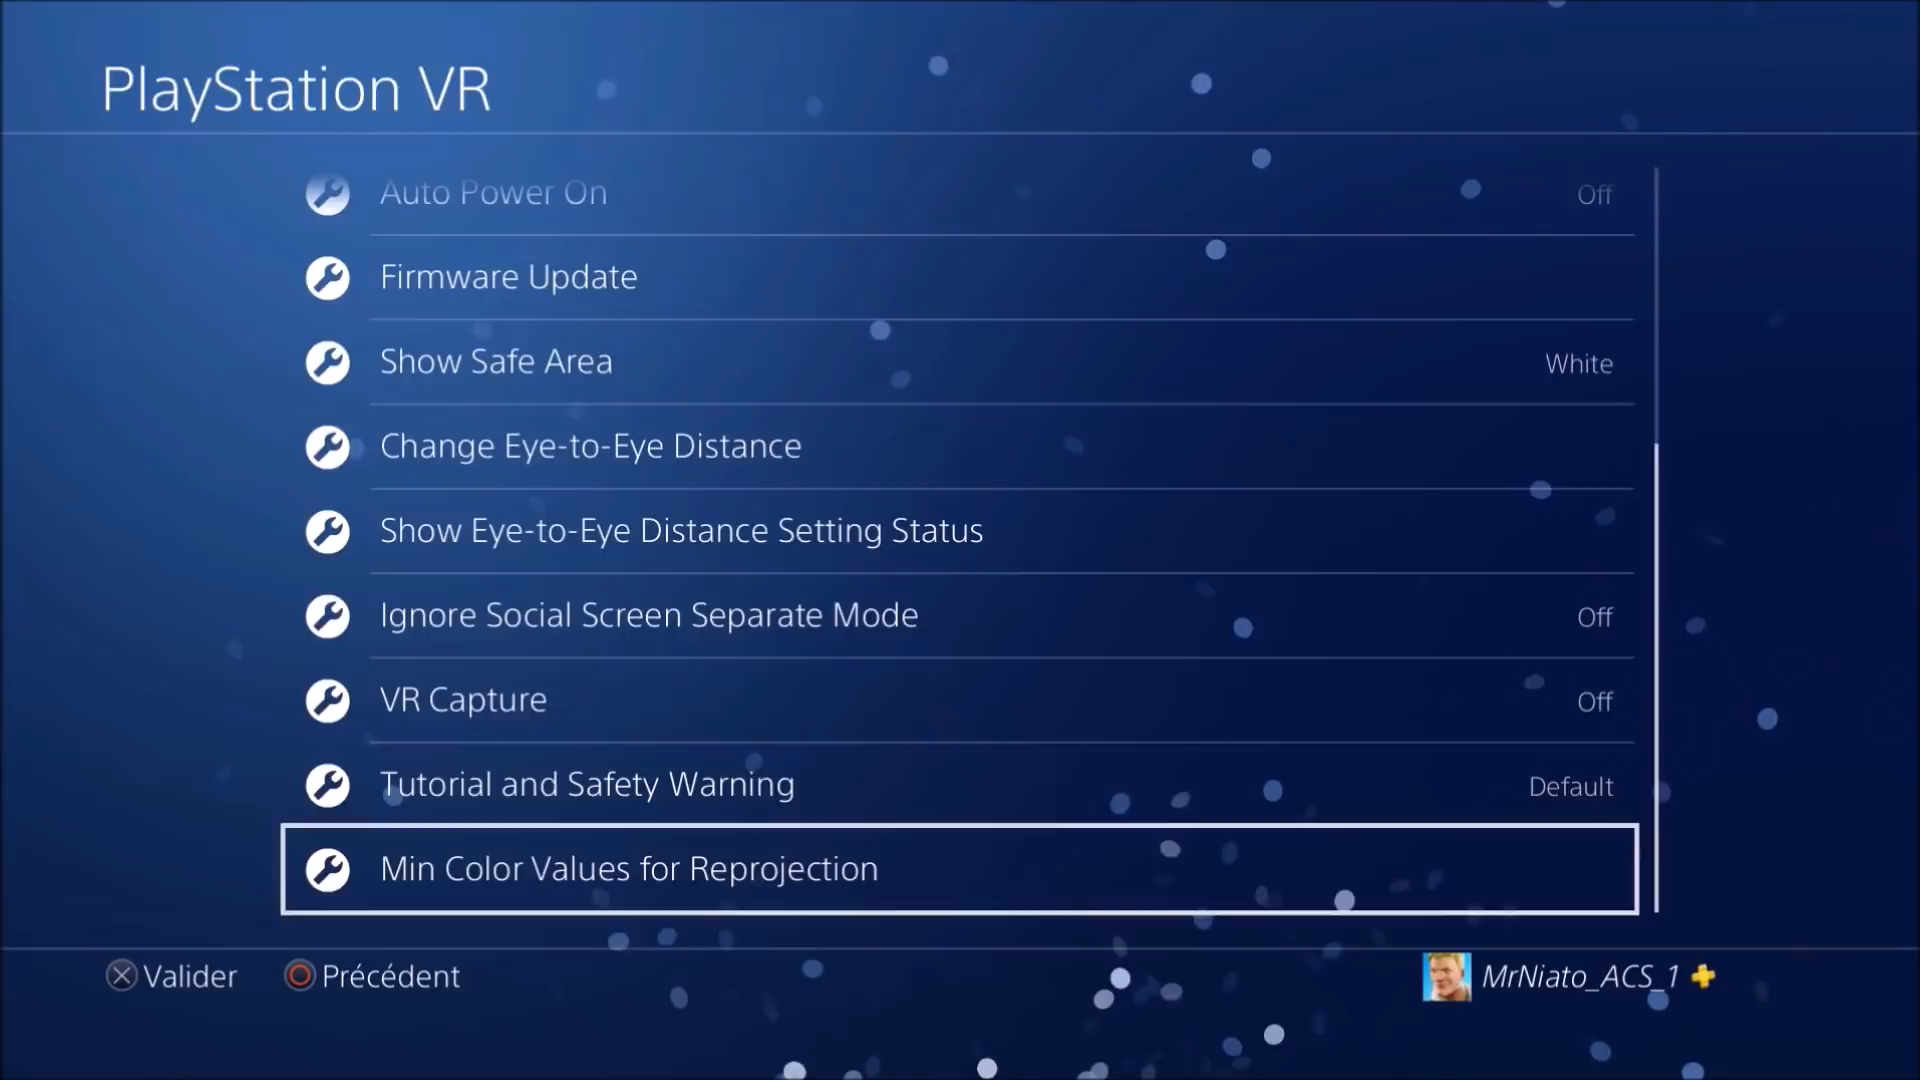 PlayStation VR
Auto Power On Off
Firmware Update
Show Safe Area White
Change Eye-to-Eye Distance
Show Eye-to-Eye Distance Setting Status
Ignore Social Screen Separate Mode Off
VR Capture Off
Tutorial and Safety Warning Default
Min Color Values for Reprojection
Valider Précédent MrNiato_ACS_1